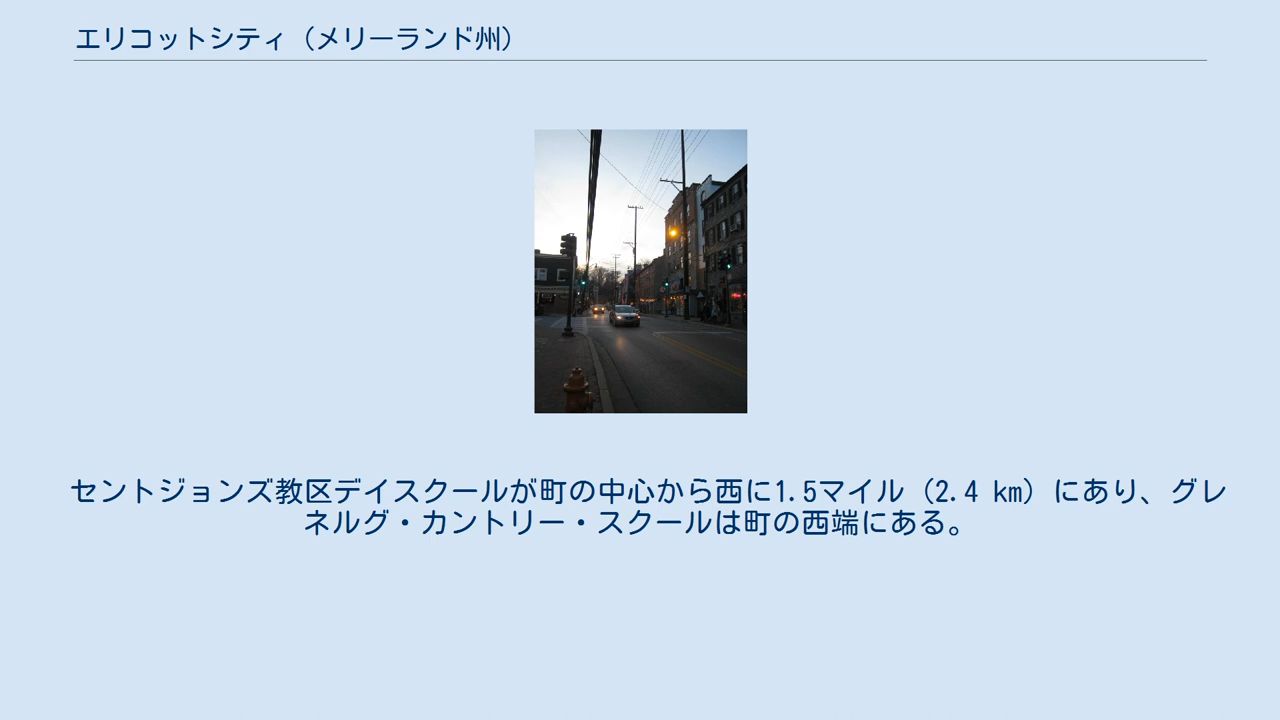 エリコットシティ（メリーランド州）
セントジョンズ教区デイスクールが町の中心から西に1.5マイル（2.4 km）にあり、グレ
ネルグ・カントリー・スクールは町の西端にある。